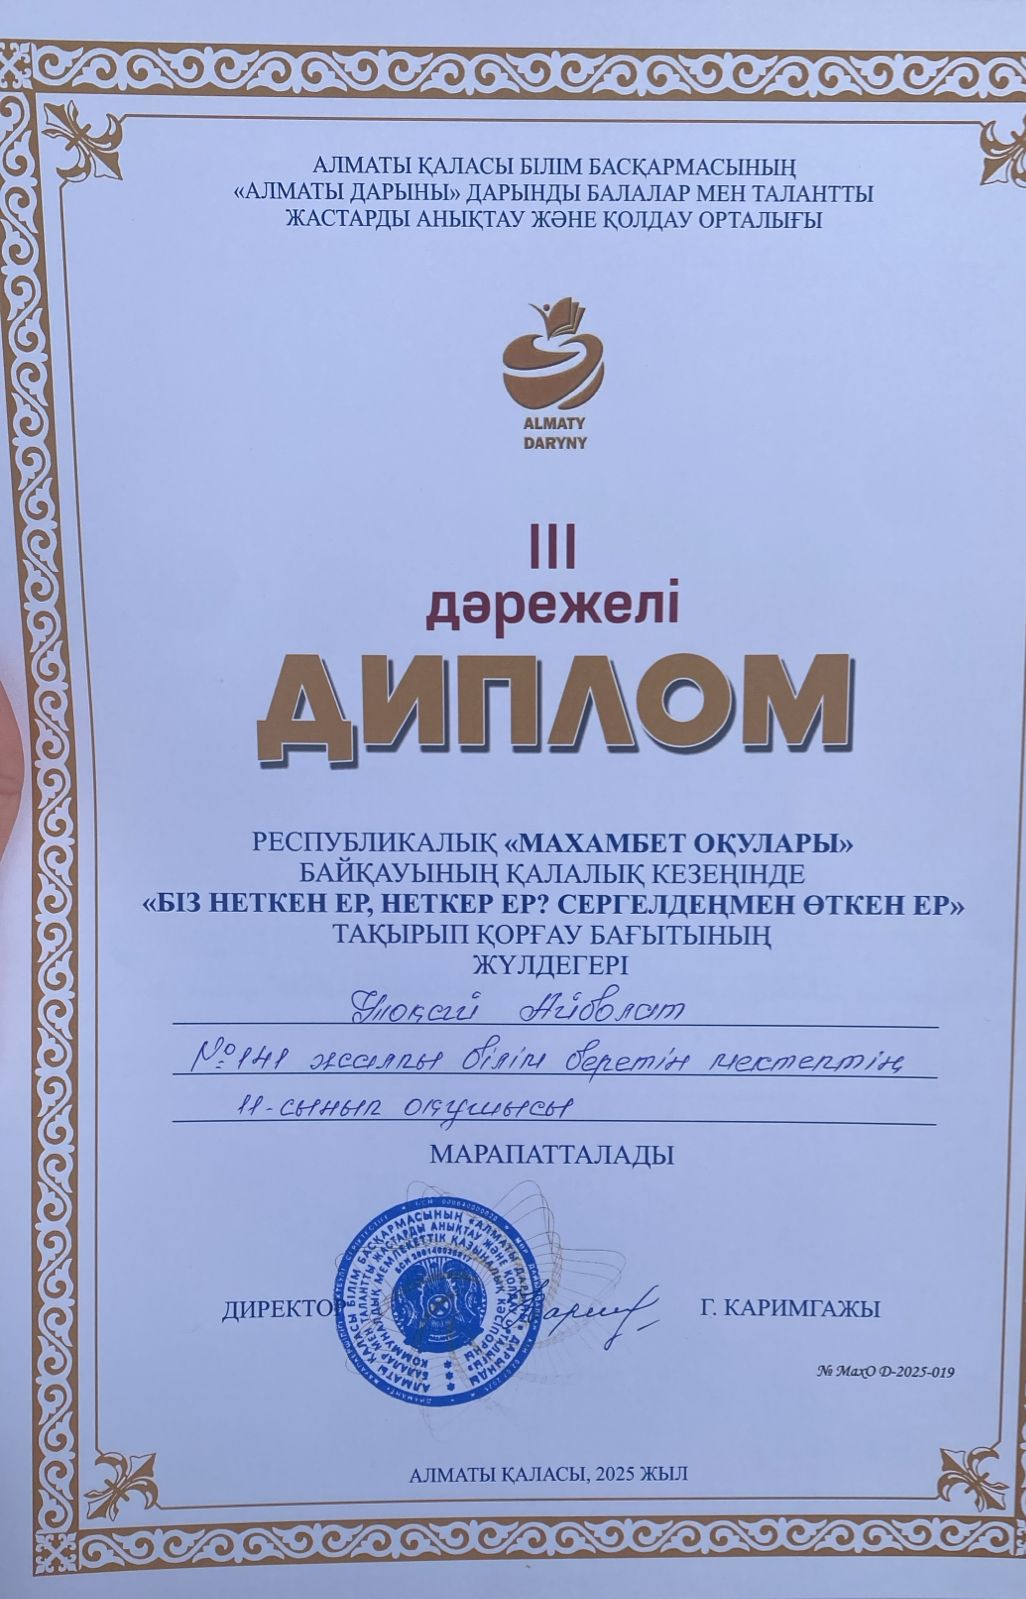 АЛМАТЫ ҚАЛАСЫ БІЛІМ БАСҚАРМАСЫНЫҢ
«АЛМАТЫ ДАРЫНЫ» ДАРЫНДЫ БАЛАЛАР МЕН ТАЛАНТТЫ
ЖАСТАРДЫ АНЫҚТАУ ЖӘНЕ ҚОЛДАУ ОРТАЛЫҒЫ
ALMATY
DARYNY
III
дәрежелі
ДИПЛОМ
РЕСПУБЛИКАЛЫҚ «МАХАМБЕТ ОҚУЛАРЫ»
БАЙҚАУЫНЫҢ ҚАЛАЛЫҚ КЕЗЕҢІНДЕ
«БІЗ НЕТКЕН ЕР, НЕТКЕР ЕР? СЕРГЕЛДЕҢМЕН ӨТКЕН ЕР»
ТАҚЫРЫП ҚОРҒАУ БАҒЫТЫНЫҢ
ЖҮЛДЕГЕРІ
Айболат
№141 жалпы білім беретін мектептің
11-сынып оқушысы
МАРАПАТТАЛАДЫ
ДИРЕКТОР
Г. КАРИМГАЖЫ
№ МахО D-2025-019
АЛМАТЫ ҚАЛАСЫ, 2025 ЖЫЛ